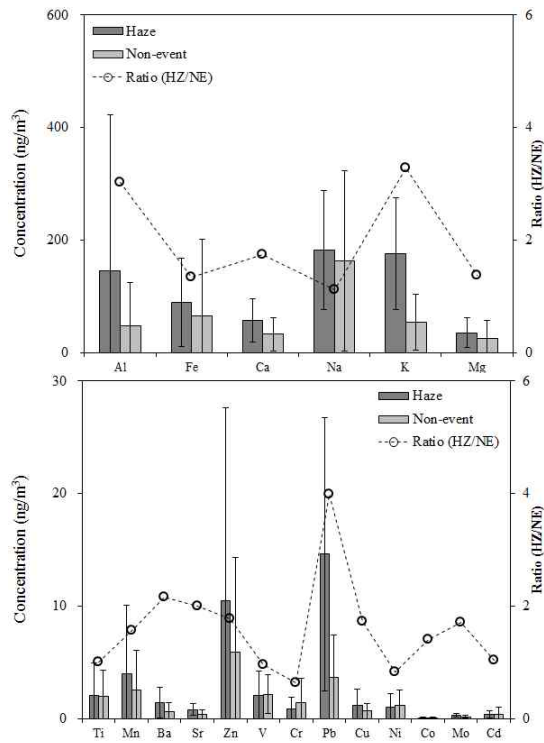 600
400
200
0
Concentration (ng/m³)
Haze
Non-event
Ratio (HZ/NE)
6
4
2
0
Ratio (HZ/NE)
Al Fe Ca Na K Mg
30
20
10
0
Concentration (ng/m³)
Haze
Non-event
Ratio (HZ/NE)
6
4
2
0
Ratio (HZ/NE)
Ti Mn Ba Sr Zn V Cr Pb Cu Ni Co Mo Cd